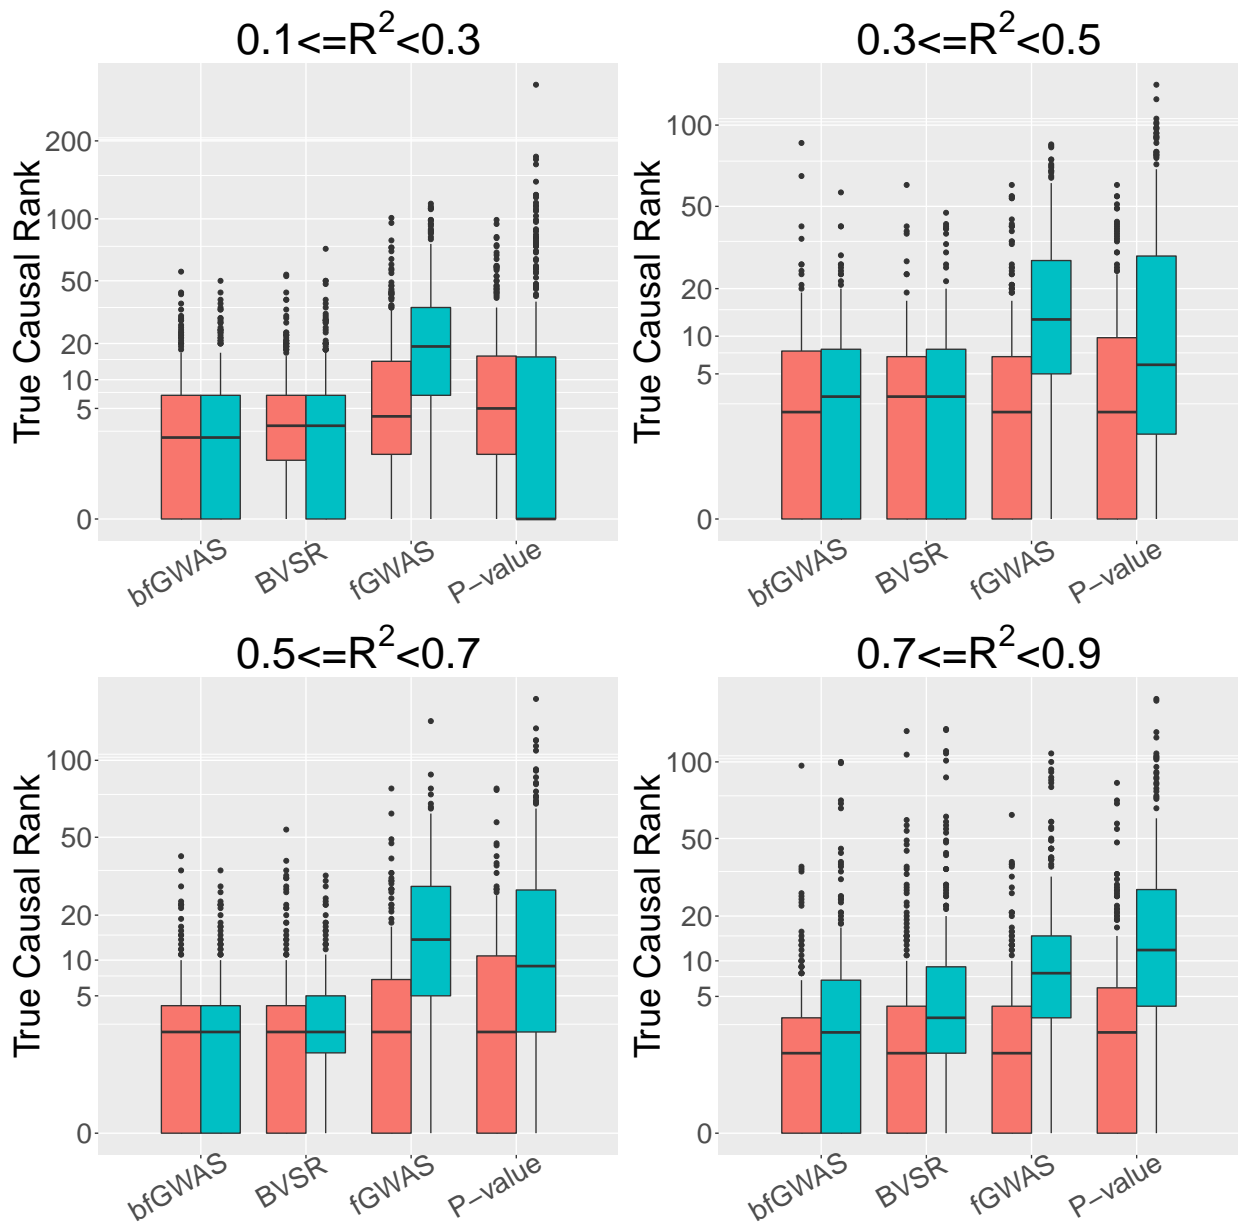 0.1<=R²<0.3
True Causal Rank
200
100
50
20
10
5
0
bfGWAS
BVSR
fGWAS
P−value
0.3<=R²<0.5
True Causal Rank
100
50
20
10
5
0
bfGWAS
BVSR
fGWAS
P−value
0.5<=R²<0.7
True Causal Rank
100
50
20
10
5
0
bfGWAS
BVSR
fGWAS
P−value
0.7<=R²<0.9
True Causal Rank
100
50
20
10
5
0
bfGWAS
BVSR
fGWAS
P−value